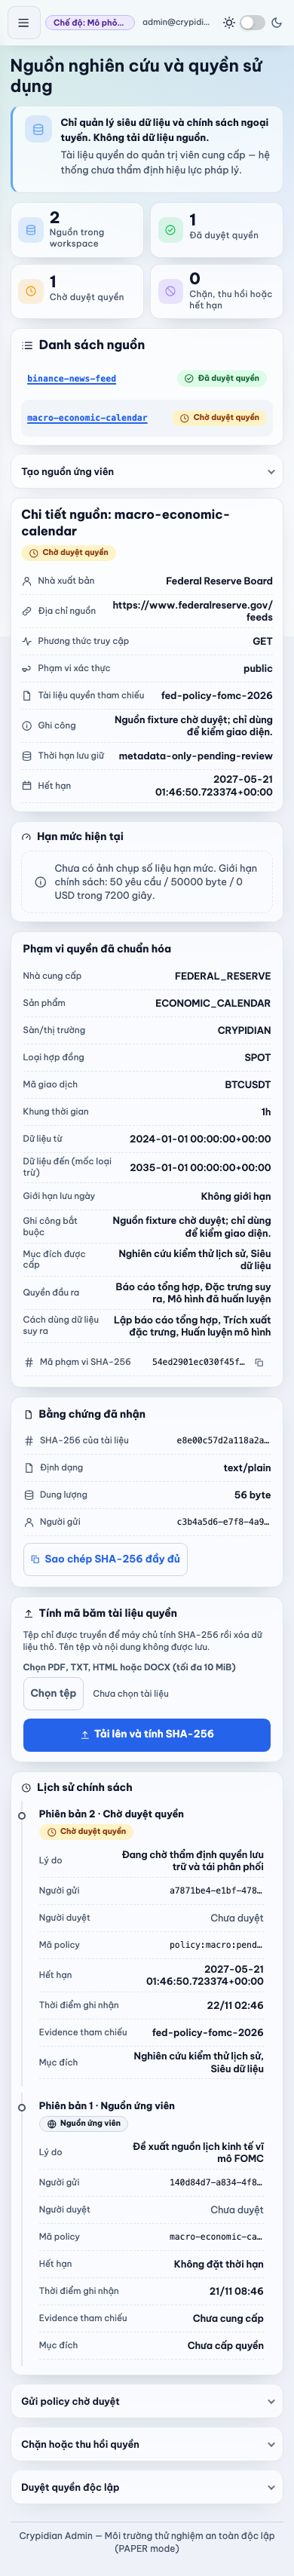 Chế độ: Mô phỏ...
admin@crypidi...
Nguồn nghiên cứu và quyền sử
dụng
Chỉ quản lý siêu dữ liệu và chính sách ngoại
tuyến. Không tải dữ liệu nguồn.
Tài liệu quyền do quản trị viên cung cấp — hệ
thống chưa thẩm định hiệu lực pháp lý.
2
Nguồn trong
workspace
1
Đã duyệt quyền
1
Chờ duyệt quyền
0
Chặn, thu hồi hoặc
hết hạn
Danh sách nguồn
binance-news-feed
Đã duyệt quyền
macro-economic-calendar
Chờ duyệt quyền
Tạo nguồn ứng viên
Chi tiết nguồn: macro-economic-
calendar
Chờ duyệt quyền
Nhà xuất bản
Federal Reserve Board
Địa chỉ nguồn
https://www.federalreserve.gov/
feeds
Phương thức truy cập
GET
Phạm vi xác thực
public
Tài liệu quyền tham chiếu
fed-policy-fomc-2026
Ghi công
Nguồn fixture chờ duyệt; chỉ dùng
để kiểm giao diện.
Thời hạn lưu giữ
metadata-only-pending-review
Hết hạn
2027-05-21
01:46:50.723374+00:00
Hạn mức hiện tại
Chưa có ảnh chụp số liệu hạn mức. Giới hạn
chính sách: 50 yêu cầu / 50000 byte / 0
USD trong 7200 giây.
Phạm vi quyền đã chuẩn hóa
Nhà cung cấp
FEDERAL_RESERVE
Sản phẩm
ECONOMIC_CALENDAR
Sàn/thị trường
CRYPIDIAN
Loại hợp đồng
SPOT
Mã giao dịch
BTCUSDT
Khung thời gian
1h
Dữ liệu từ
2024-01-01 00:00:00+00:00
Dữ liệu đến (mốc loại
trừ)
2035-01-01 00:00:00+00:00
Giới hạn lưu ngày
Không giới hạn
Ghi công bắt
buộc
Nguồn fixture chờ duyệt; chỉ dùng
để kiểm giao diện.
Mục đích được
cấp
Nghiên cứu kiểm thử lịch sử, Siêu
dữ liệu
Quyền đầu ra
Báo cáo tổng hợp, Đặc trưng suy
ra, Mô hình đã huấn luyện
Cách dùng dữ liệu
suy ra
Lập báo cáo tổng hợp, Trích xuất
đặc trưng, Huấn luyện mô hình
Mã phạm vi SHA-256
54ed2901ec030f45f...
Bằng chứng đã nhận
SHA-256 của tài liệu
e8e00c57d2a118a2a...
Định dạng
text/plain
Dung lượng
56 byte
Người gửi
c3b4a5d6-e7f8-4a9...
Sao chép SHA-256 đầy đủ
Tính mã băm tài liệu quyền
Tệp chỉ được truyền để máy chủ tính SHA-256 rồi xóa dữ
liệu thô. Tên tệp và nội dung không được lưu.
Chọn PDF, TXT, HTML hoặc DOCX (tối đa 10 MiB)
Chọn tệp
Chưa chọn tài liệu
Tải lên và tính SHA-256
Lịch sử chính sách
Phiên bản 2 · Chờ duyệt quyền
Chờ duyệt quyền
Lý do
Đang chờ thẩm định quyền lưu
trữ và tái phân phối
Người gửi
a7871be4-e1bf-478...
Người duyệt
Chưa duyệt
Mã policy
policy:macro:pend...
Hết hạn
2027-05-21
01:46:50.723374+00:00
Thời điểm ghi nhận
22/11 02:46
Evidence tham chiếu
fed-policy-fomc-2026
Mục đích
Nghiên cứu kiểm thử lịch sử,
Siêu dữ liệu
Phiên bản 1 · Nguồn ứng viên
Nguồn ứng viên
Lý do
Đề xuất nguồn lịch kinh tế vĩ
mô FOMC
Người gửi
140d84d7-a834-4f8...
Người duyệt
Chưa duyệt
Mã policy
macro-economic-ca...
Hết hạn
Không đặt thời hạn
Thời điểm ghi nhận
21/11 08:46
Evidence tham chiếu
Chưa cung cấp
Mục đích
Chưa cấp quyền
Gửi policy chờ duyệt
Chặn hoặc thu hồi quyền
Duyệt quyền độc lập
Crypidian Admin — Môi trường thử nghiệm an toàn độc lập
(PAPER mode)